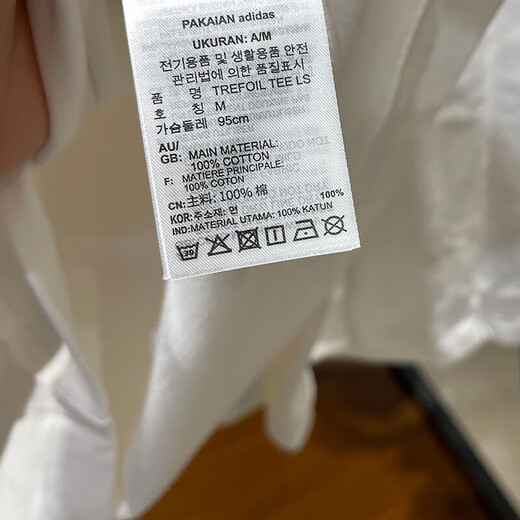 PAKAIAN adidas
UKURAN: A/M
전기용품 및 생활용품 안전
관리법에 의한 품질표시
품 명 TREFOIL TEE LS
호 칭 M
가슴둘레 95cm
AU/
GB: MAIN MATERIAL:
100% COTTON
F: MATIERE PRINCIPALE:
100% COTON
CN: 主料: 100% 棉
KOR: 주소재: 면 100%
IND: MATERIAL UTAMA: 100% KATUN
30